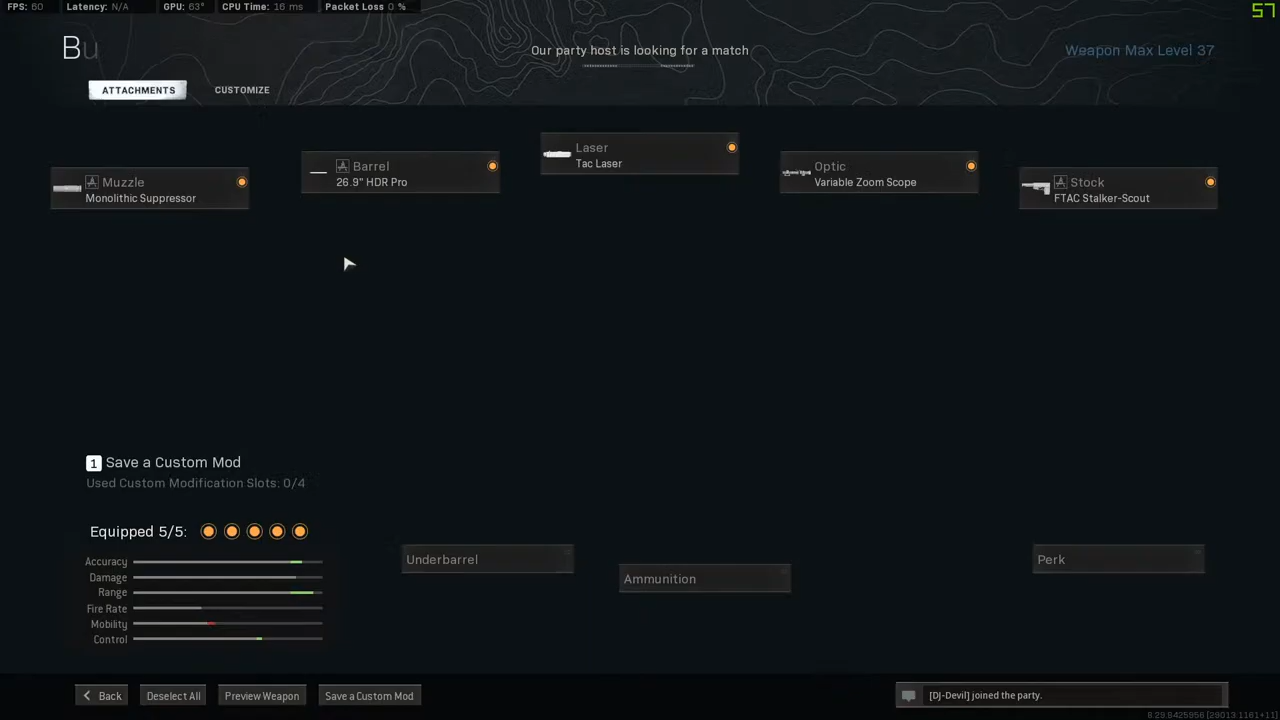 FPS: 60 Latency: N/A GPU: 63° CPU Time: 16 ms Packet Loss 0 %
57
Bu
Our party host is looking for a match
Weapon Max Level 37
ATTACHMENTS
CUSTOMIZE
Muzzle
Monolithic Suppressor
Barrel
26.9" HDR Pro
Laser
Tac Laser
Optic
Variable Zoom Scope
Stock
FTAC Stalker-Scout
1 Save a Custom Mod
Used Custom Modification Slots: 0/4
Equipped 5/5:
Accuracy
Damage
Range
Fire Rate
Mobility
Control
Underbarrel
Ammunition
Perk
Back
Deselect All
Preview Weapon
Save a Custom Mod
[Dj-Devil] joined the party.